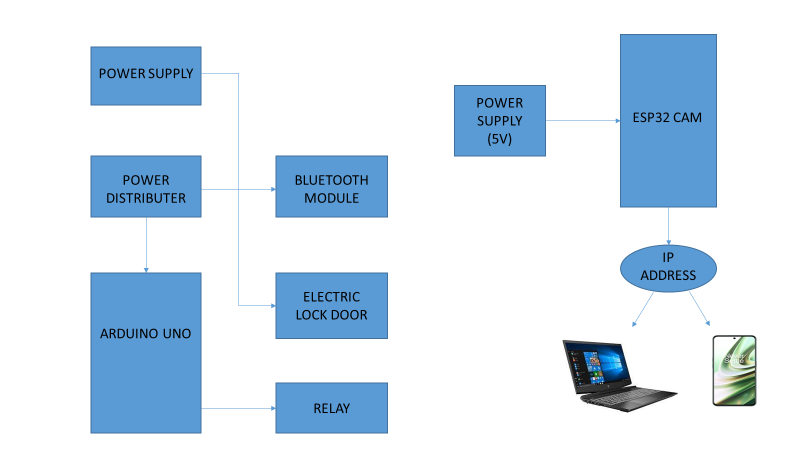 POWER SUPPLY
POWER
DISTRIBUTER
BLUETOOTH
MODULE
ARDUINO UNO
ELECTRIC
LOCK DOOR
RELAY
POWER
SUPPLY
(5V)
ESP32 CAM
IP
ADDRESS